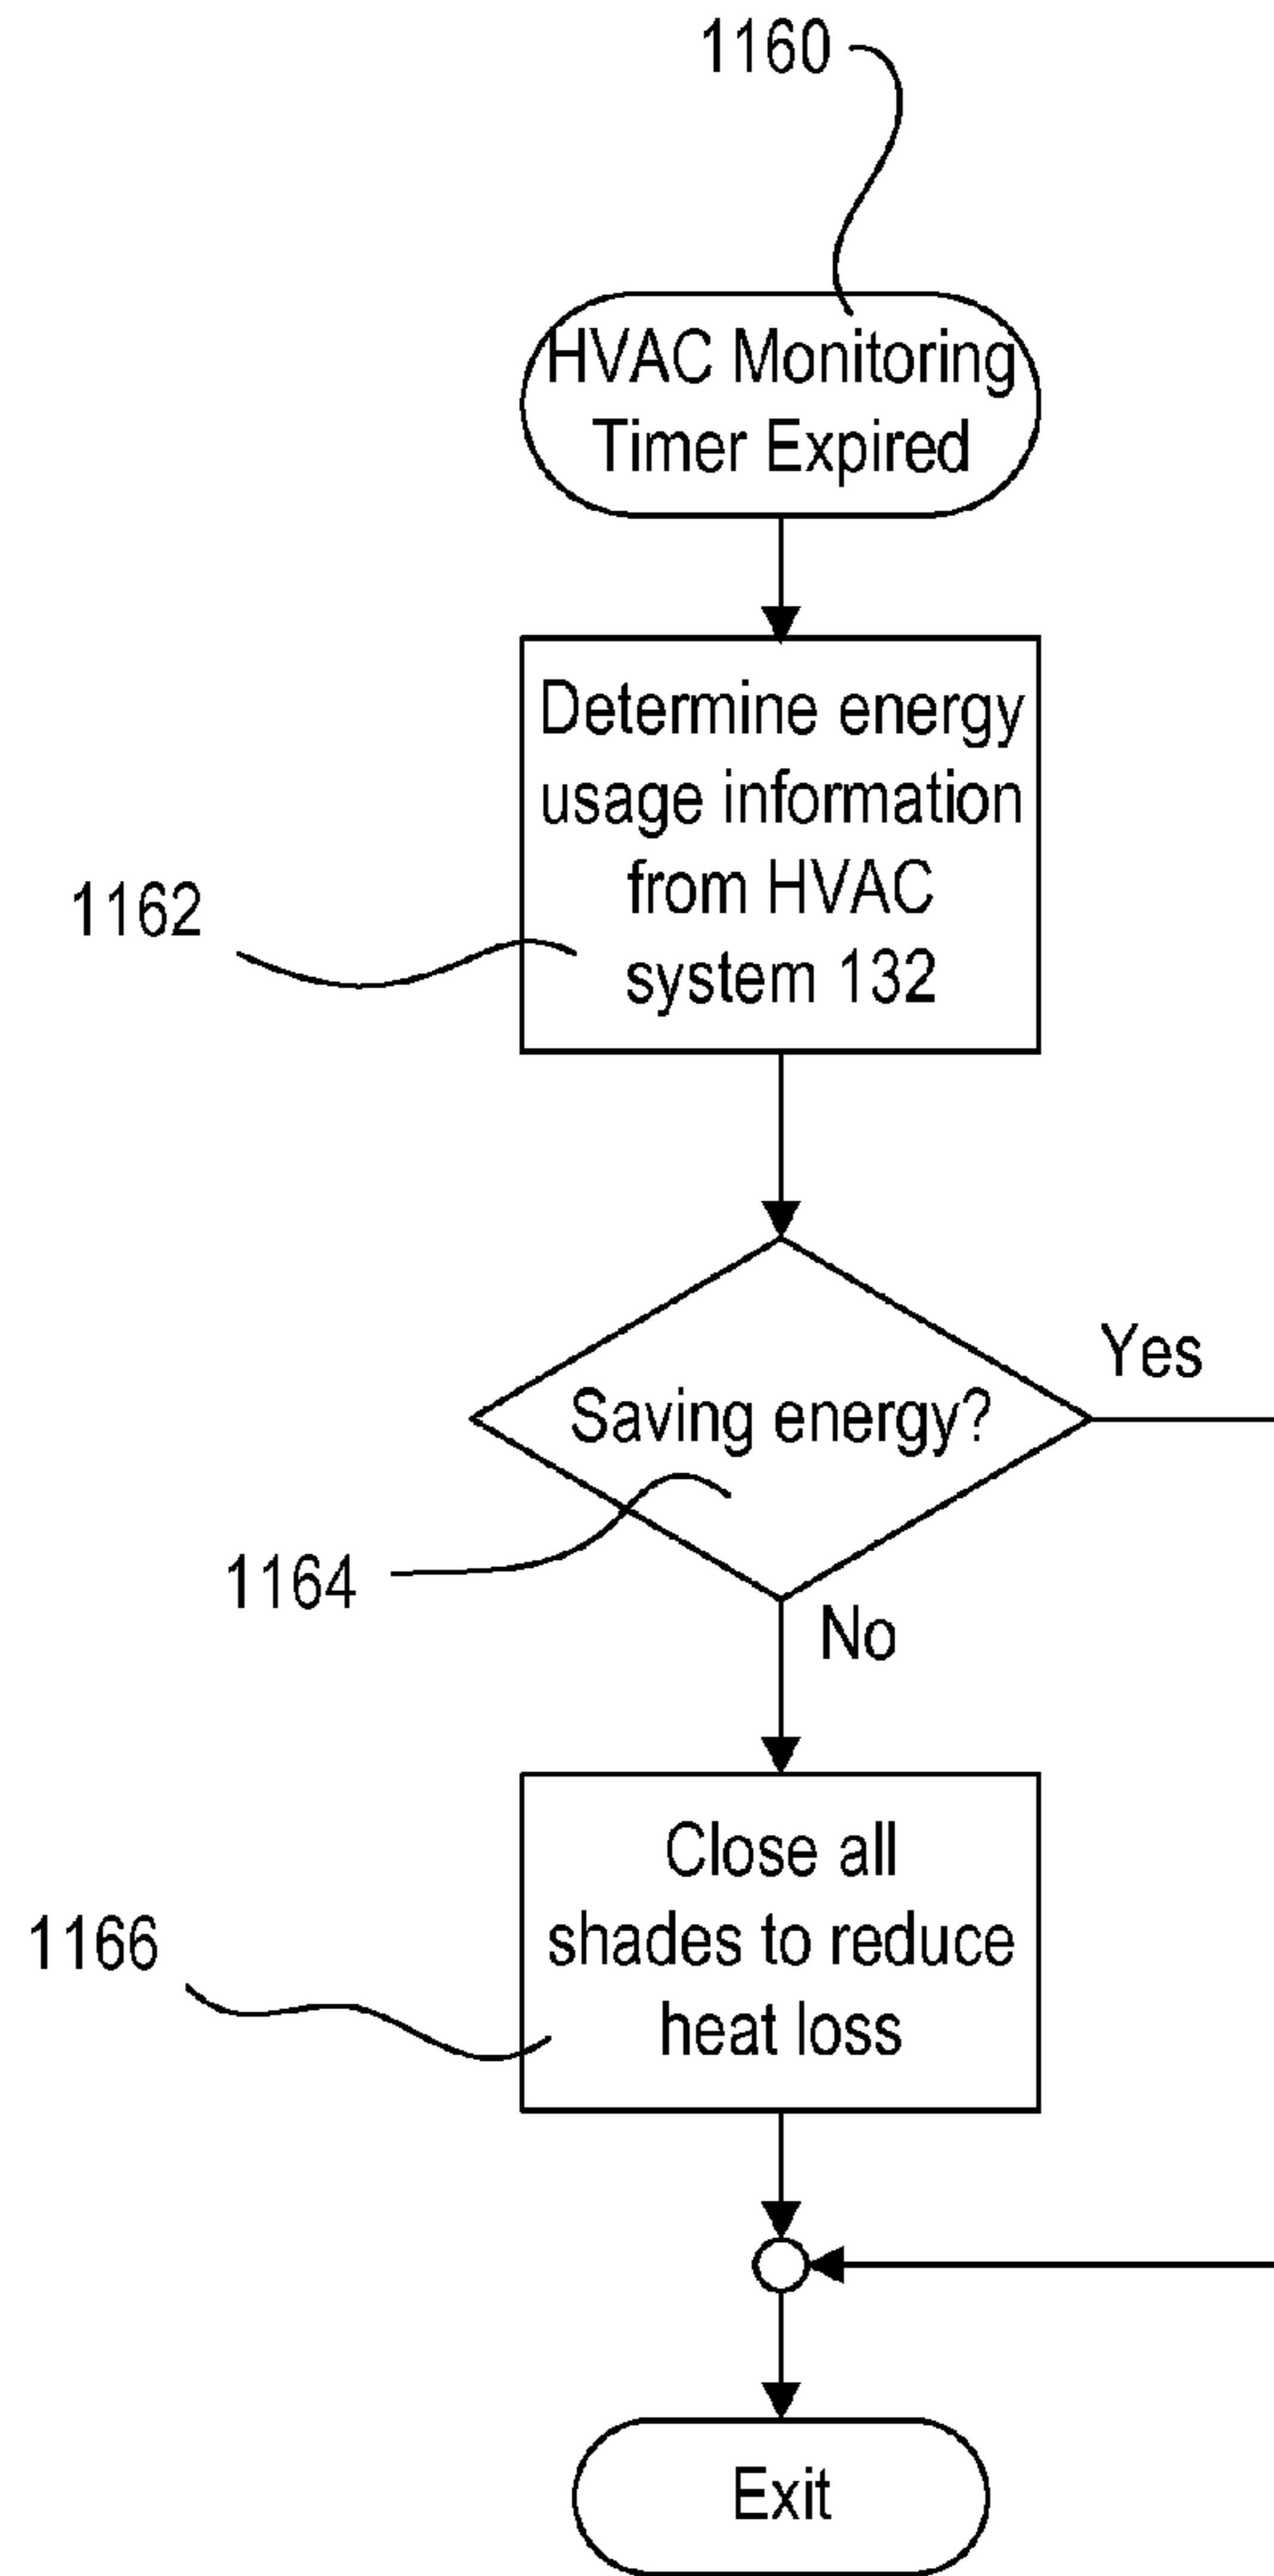 1160
HVAC Monitoring
Timer Expired
Determine energy
usage information
from HVAC
system 132
1162
Saving energy?
Yes
1164
No
Close all
shades to reduce
heat loss
1166
Exit